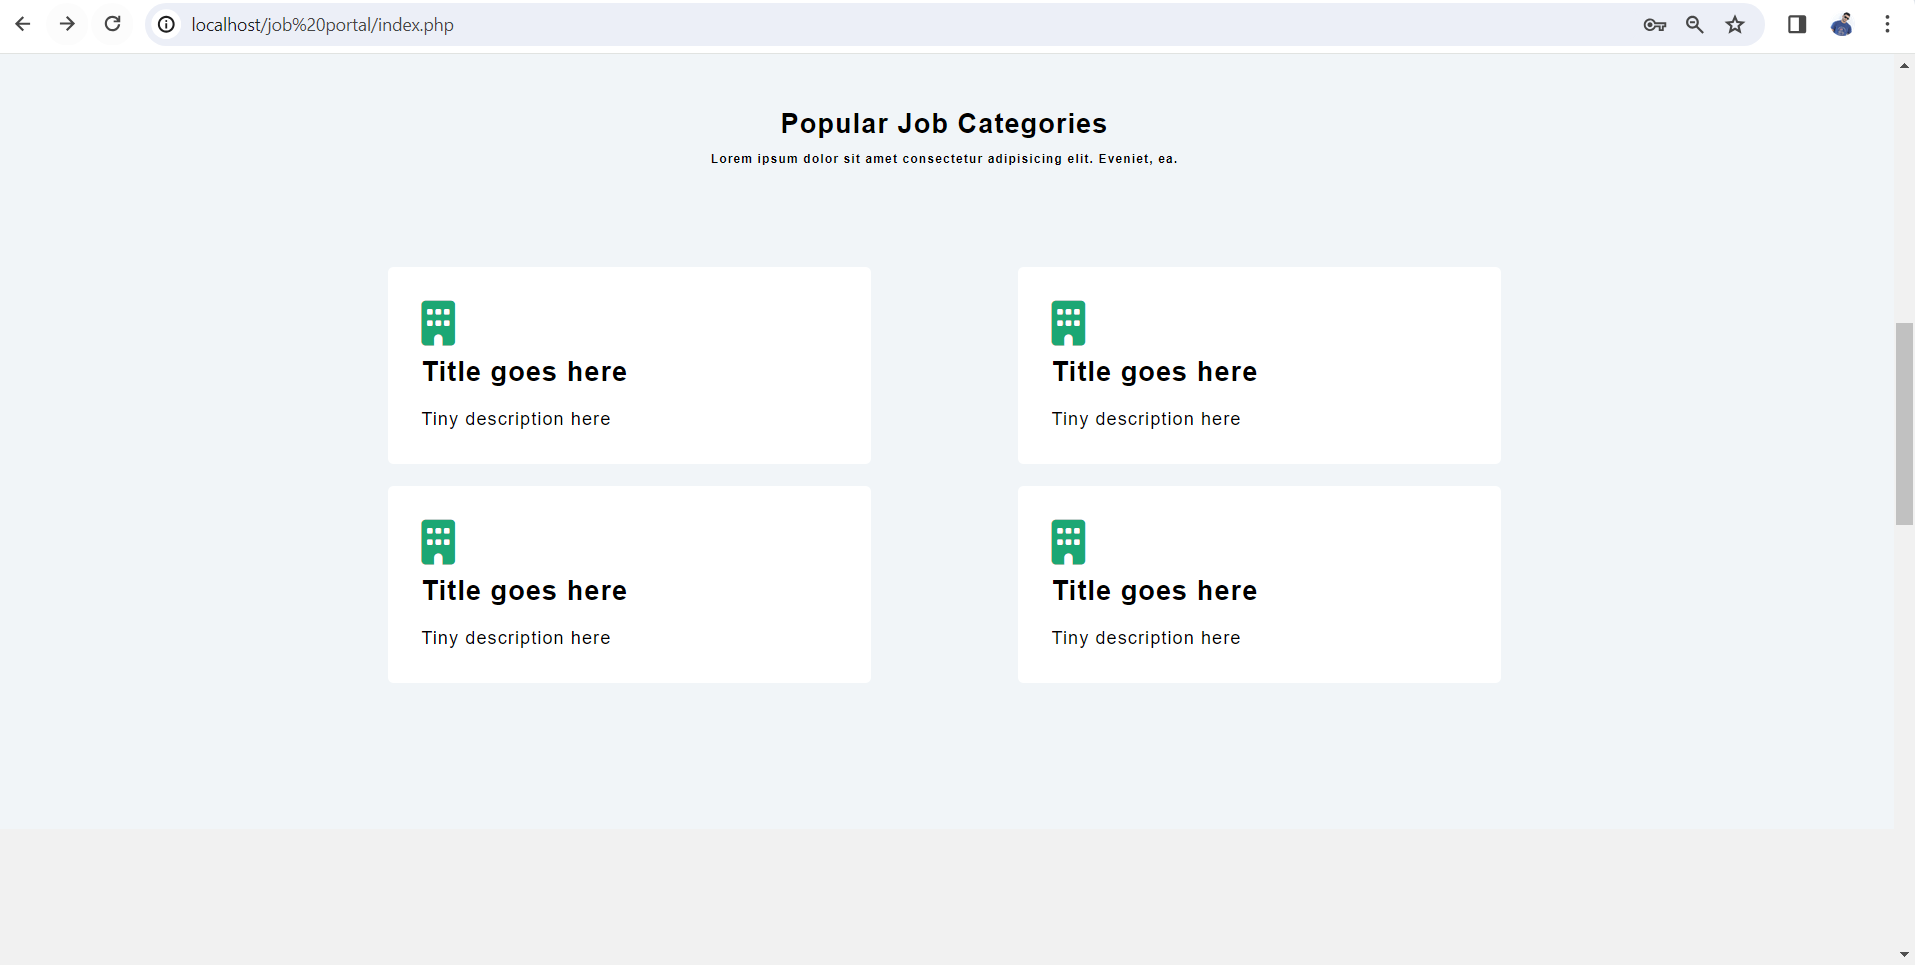 localhost/job%20portal/index.php
Popular Job Categories
Lorem ipsum dolor sit amet consectetur adipisicing elit. Eveniet, ea.
Title goes here
Tiny description here
Title goes here
Tiny description here
Title goes here
Tiny description here
Title goes here
Tiny description here